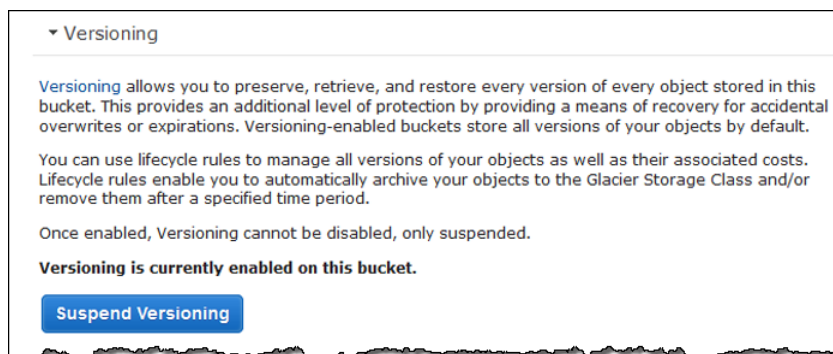 Versioning
Versioning allows you to preserve, retrieve, and restore every version of every object stored in this
bucket. This provides an additional level of protection by providing a means of recovery for accidental
overwrites or expirations. Versioning-enabled buckets store all versions of your objects by default.
You can use lifecycle rules to manage all versions of your objects as well as their associated costs.
Lifecycle rules enable you to automatically archive your objects to the Glacier Storage Class and/or
remove them after a specified time period.
Once enabled, Versioning cannot be disabled, only suspended.
Versioning is currently enabled on this bucket.
Suspend Versioning